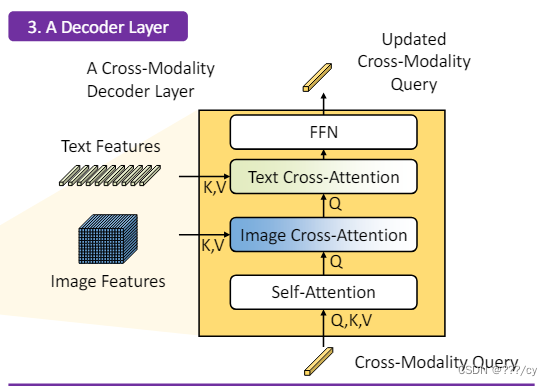 3. A Decoder Layer
Updated
Cross-Modality
Query
A Cross-Modality
Decoder Layer
FFN
Text Features
Text Cross-Attention
K,V
Q
Image Cross-Attention
K,V
Q
Image Features
Self-Attention
Q,K,V
Cross-Modality Query
CSDN @???/cy